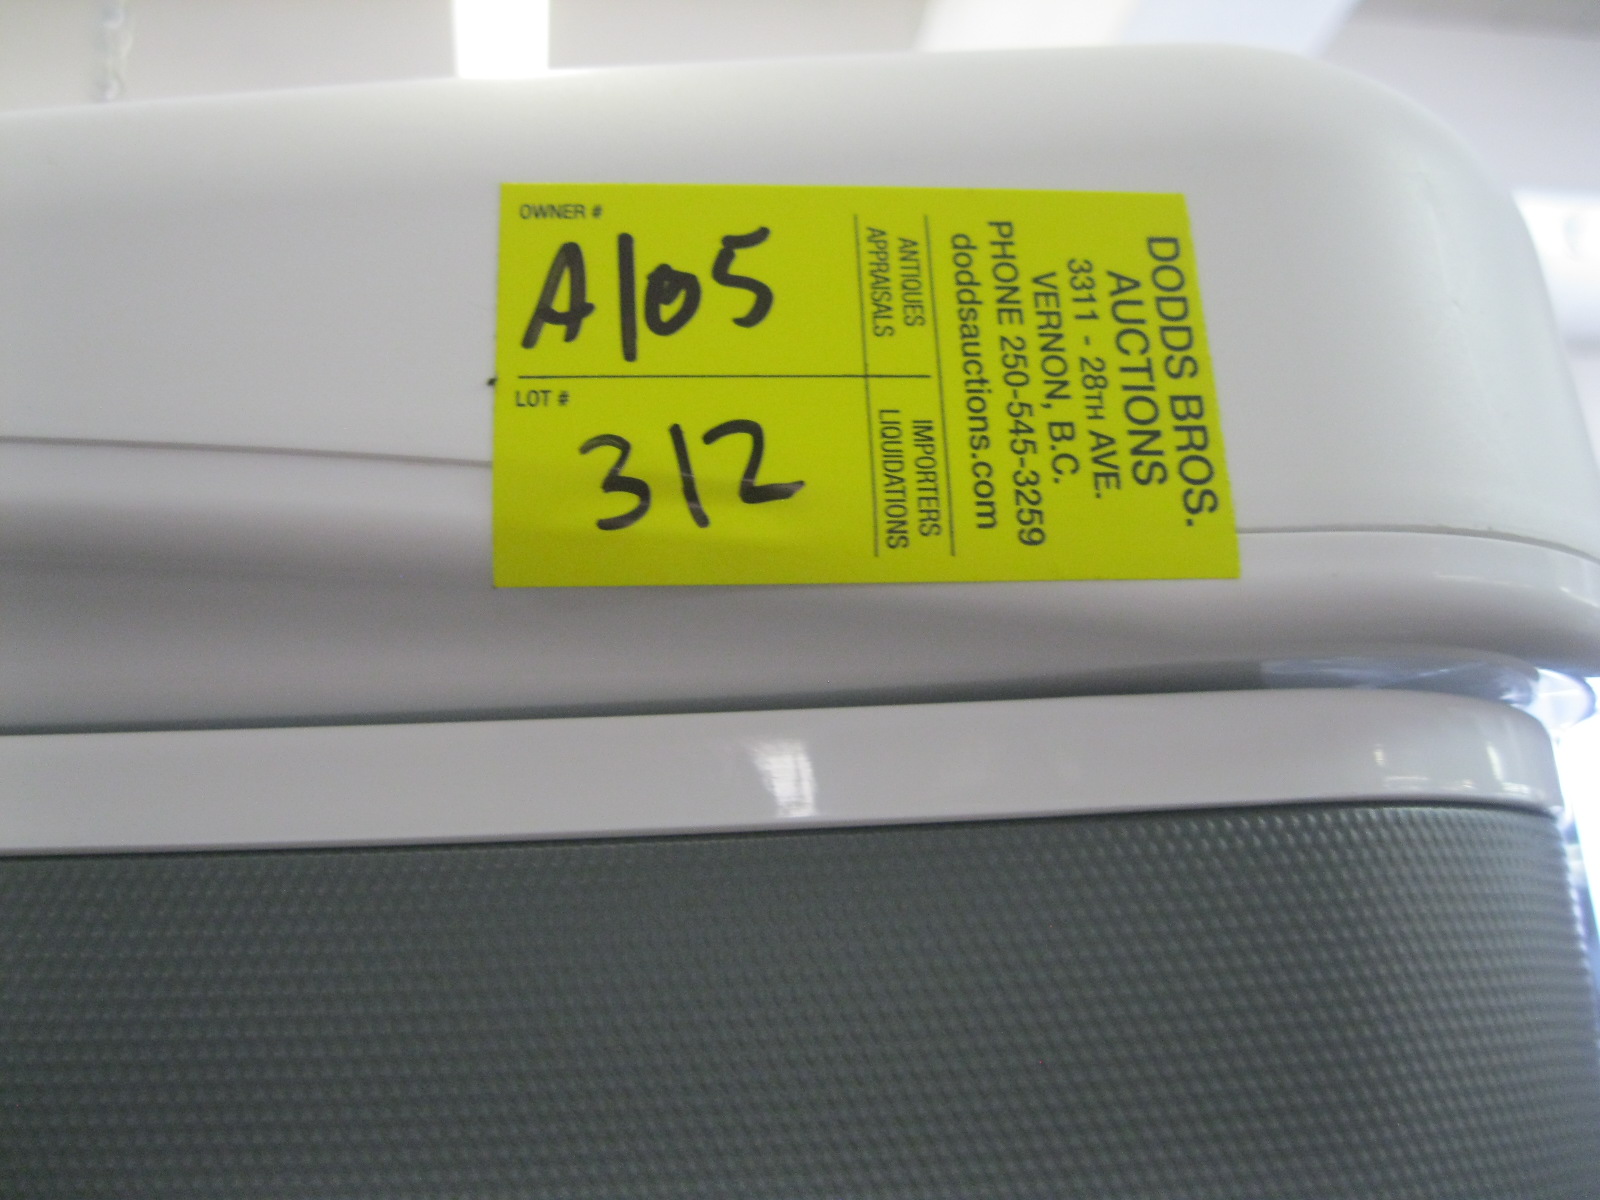 OWNER #
A105
LOT #
312
ANTIQUES
APPRAISALS
IMPORTERS
LIQUIDATIONS
DODDS BROS.
AUCTIONS
3311 - 28TH AVE.
VERNON, B.C.
PHONE 250-545-3259
doddsauctions.com